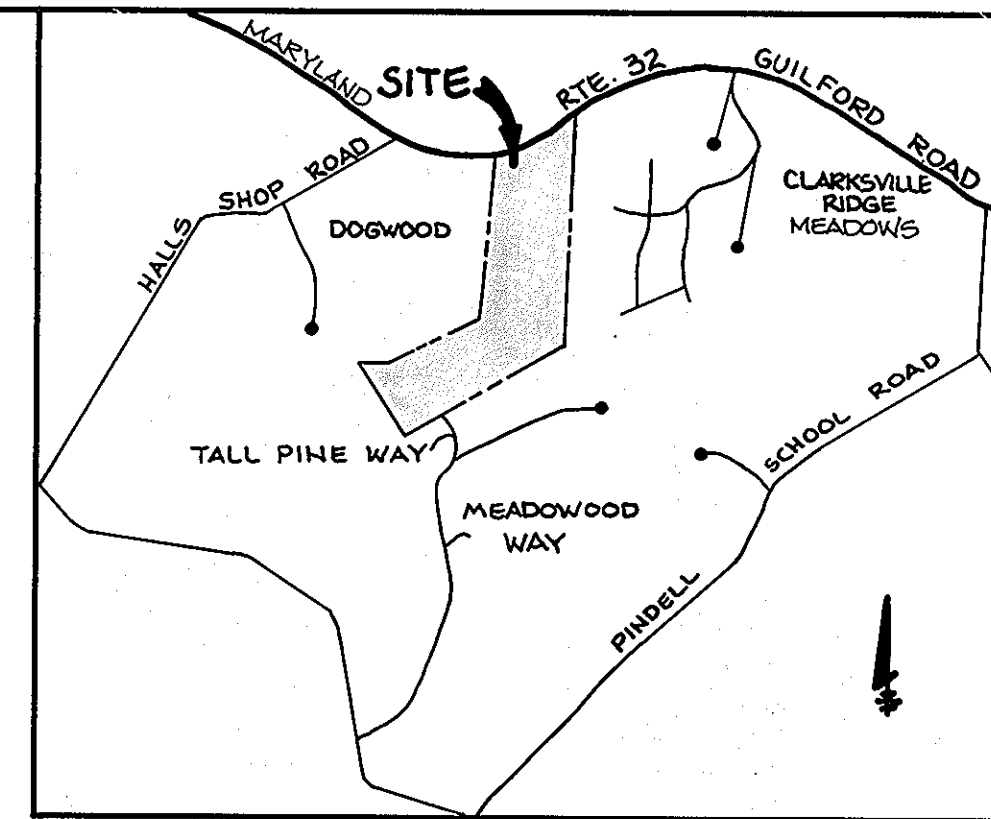 MARYLAND
SITE
RTE. 32
GUILFORD
ROAD
HALLS
SHOP ROAD
DOGWOOD
CLARKSVILLE
RIDGE
MEADOWS
TALL PINE WAY
MEADOWOOD
WAY
PINDELL
SCHOOL ROAD